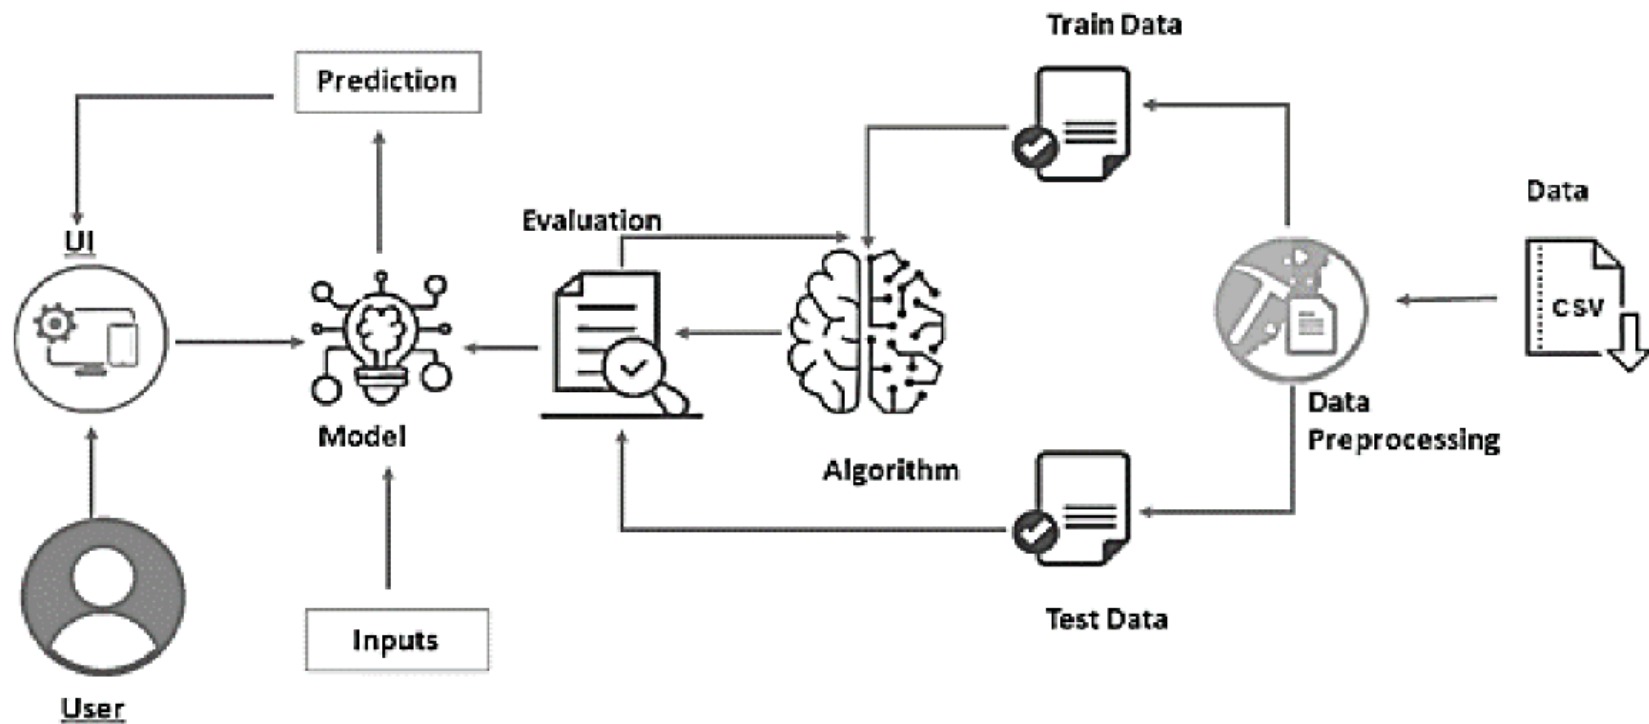 Train Data
Prediction
Data
Evaluation
UI
CSV
Data
Preprocessing
Model
Algorithm
Test Data
Inputs
User